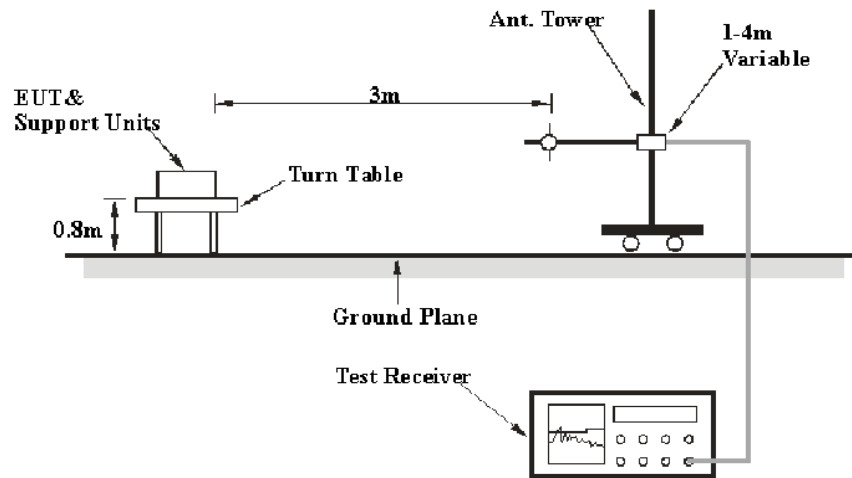 Ant. Tower
1-4m
Variable
3m
EUT &
Support Units
Turn Table
0.8m
Ground Plane
Test Receiver